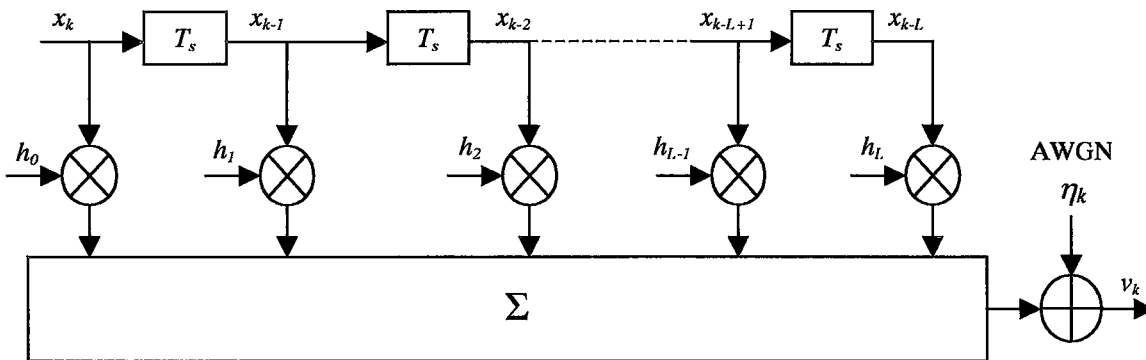 x_k x_{k-1} x_{k-2} x_{k-L+1} x_{k-L}
T_s T_s T_s
h_0 h_1 h_2 h_{L-1} h_L AWGN
η_k
Σ v_k